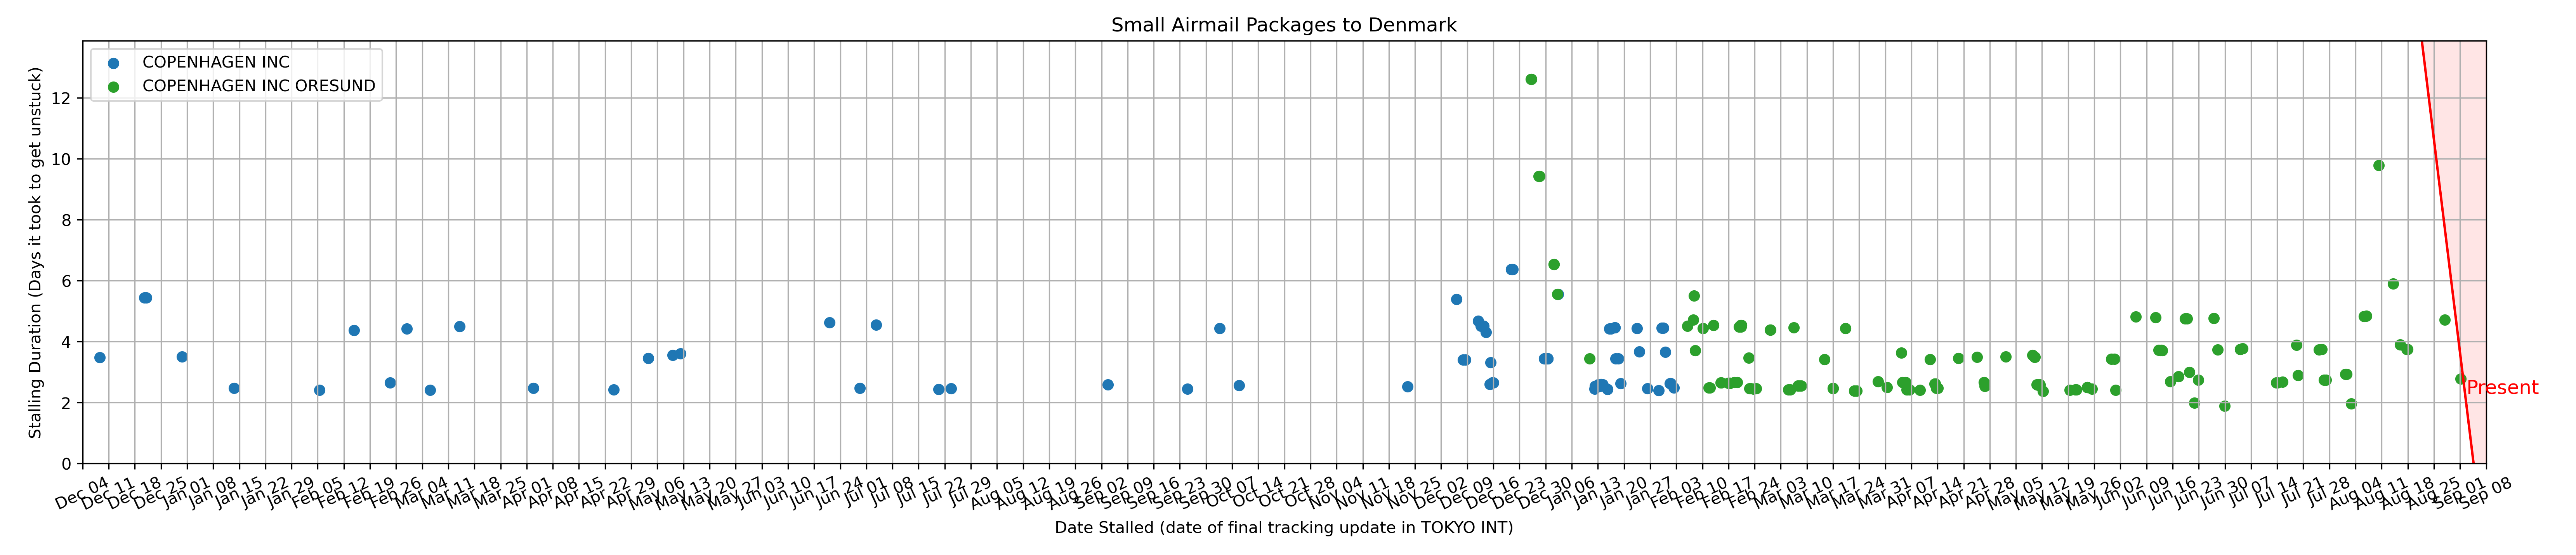 Small Airmail Packages to Denmark
COPENHAGEN INC
COPENHAGEN INC ORESUND
Stalling Duration (Days it took to get unstuck)
12
10
8
6
4
2
0
Present
Dec 04
Dec 11
Dec 18
Dec 25
Jan 01
Jan 08
Jan 15
Jan 22
Jan 29
Feb 05
Feb 12
Feb 19
Feb 26
Mar 04
Mar 11
Mar 18
Mar 25
Apr 01
Apr 08
Apr 15
Apr 22
Apr 29
May 06
May 13
May 20
May 27
Jun 03
Jun 10
Jun 17
Jun 24
Jul 01
Jul 08
Jul 15
Jul 22
Jul 29
Aug 05
Aug 12
Aug 19
Aug 26
Sep 02
Sep 09
Sep 16
Sep 23
Sep 30
Oct 07
Oct 14
Oct 21
Oct 28
Nov 04
Nov 11
Nov 18
Nov 25
Dec 02
Dec 09
Dec 16
Dec 23
Dec 30
Jan 06
Jan 13
Jan 20
Jan 27
Feb 03
Feb 10
Feb 17
Feb 24
Mar 03
Mar 10
Mar 17
Mar 24
Mar 31
Apr 07
Apr 14
Apr 21
Apr 28
May 05
May 12
May 19
May 26
Jun 02
Jun 09
Jun 16
Jun 23
Jun 30
Jul 07
Jul 14
Jul 21
Jul 28
Aug 04
Aug 11
Aug 18
Aug 25
Sep 01
Sep 08
Date Stalled (date of final tracking update in TOKYO INT)